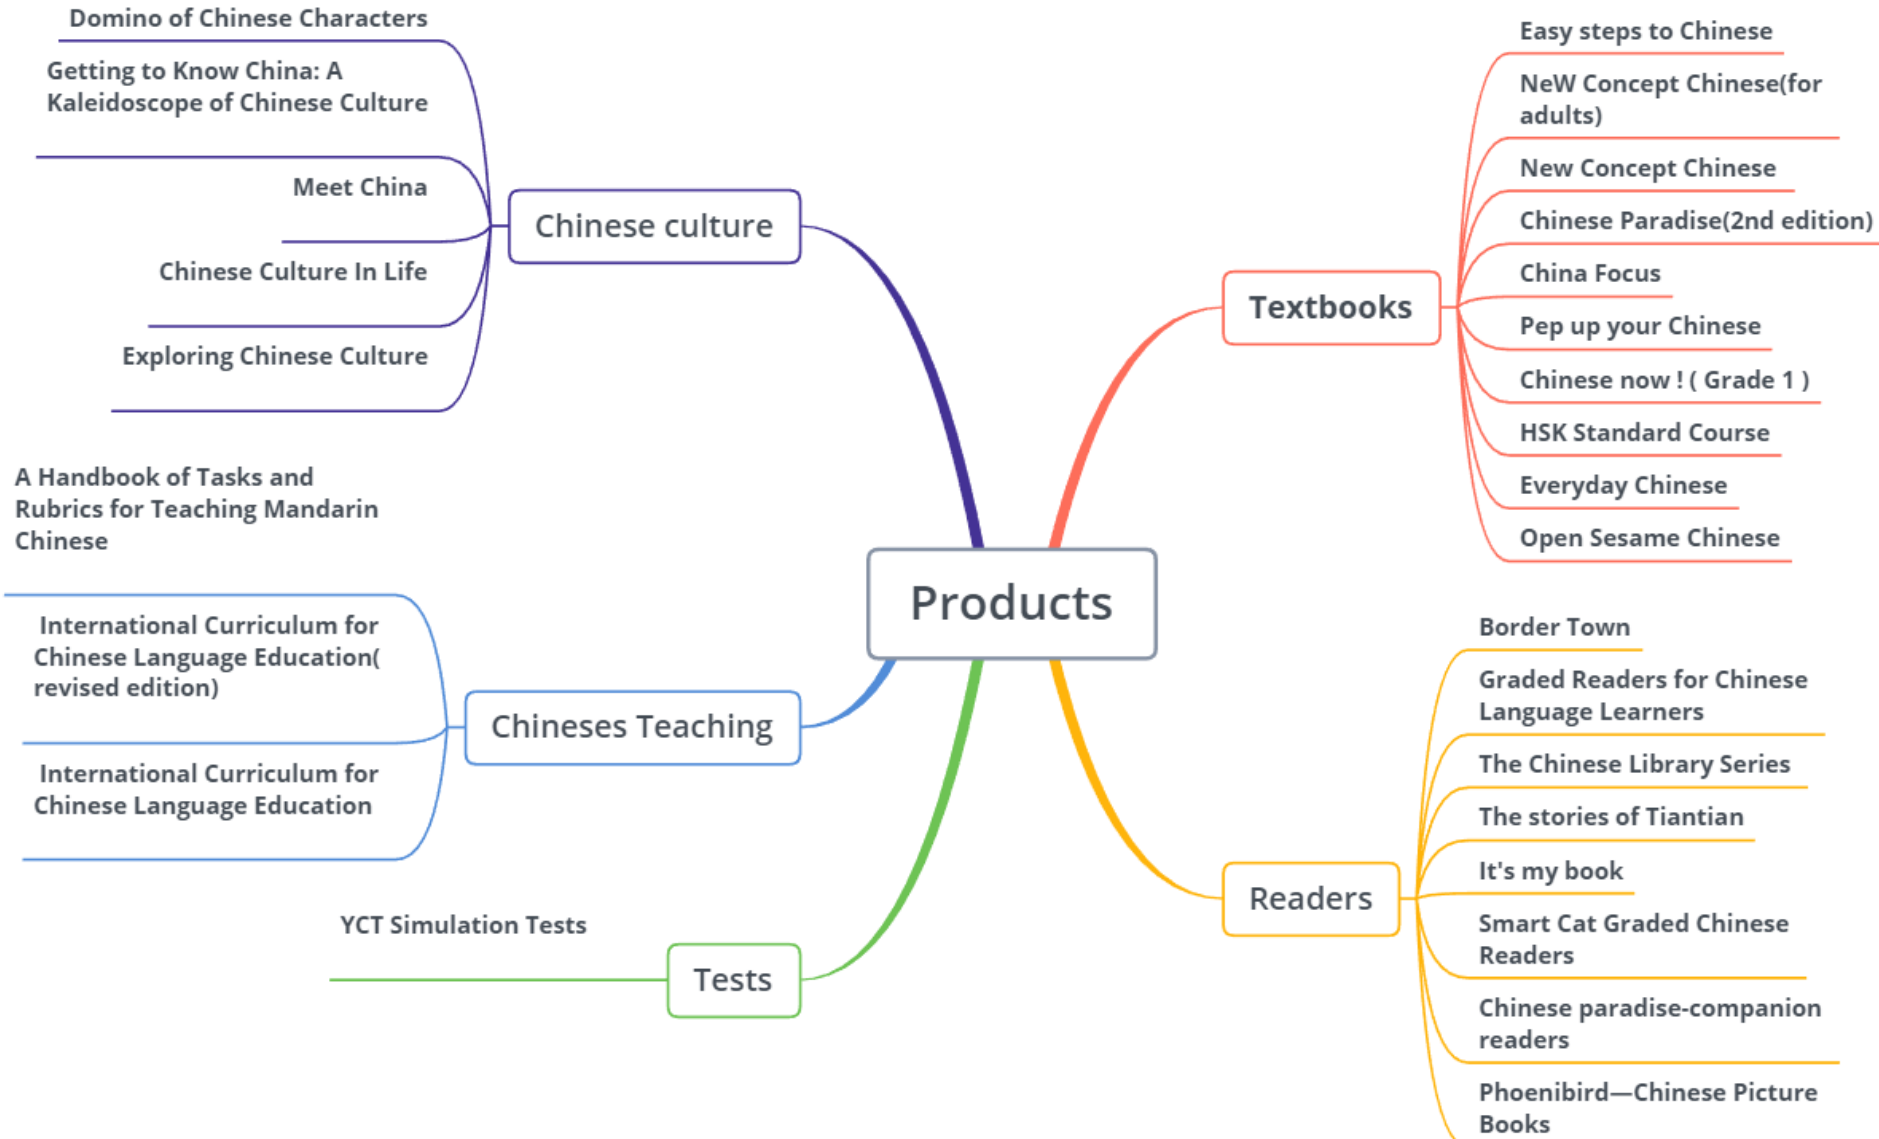 Domino of Chinese Characters
Getting to Know China: A
Kaleidoscope of Chinese Culture
Meet China
Chinese Culture In Life
Exploring Chinese Culture
Chinese culture
A Handbook of Tasks and
Rubrics for Teaching Mandarin
Chinese
International Curriculum for
Chinese Language Education(
revised edition)
International Curriculum for
Chinese Language Education
Chineses Teaching
YCT Simulation Tests
Tests
Products
Textbooks
Easy steps to Chinese
NeW Concept Chinese(for
adults)
New Concept Chinese
Chinese Paradise(2nd edition)
China Focus
Pep up your Chinese
Chinese now ! ( Grade 1 )
HSK Standard Course
Everyday Chinese
Open Sesame Chinese
Readers
Border Town
Graded Readers for Chinese
Language Learners
The Chinese Library Series
The stories of Tiantian
It's my book
Smart Cat Graded Chinese
Readers
Chinese paradise-companion
readers
Phoenibird—Chinese Picture
Books